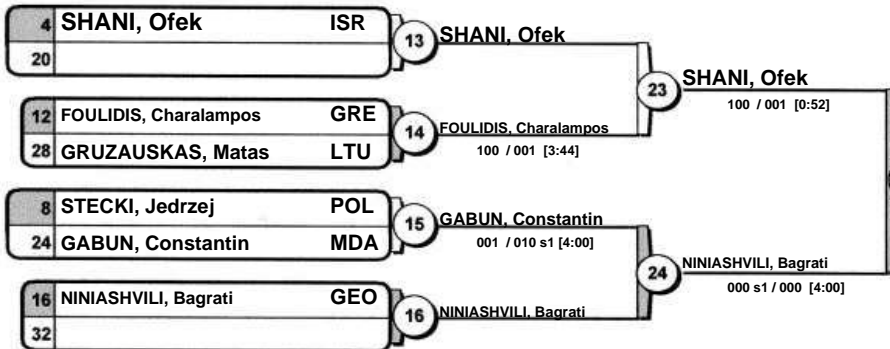 4 SHANI, Ofek ISR
20
13
SHANI, Ofek
12 FOULIDIS, Charalampos GRE
28 GRUZAUSKAS, Matas LTU
14
FOULIDIS, Charalampos
100 / 001 [3:44]
23
SHANI, Ofek
100 / 001 [0:52]
8 STECKI, Jedrzej POL
24 GABUN, Constantin MDA
15
GABUN, Constantin
001 / 010 s1 [4:00]
16 NINIASHVILI, Bagrati GEO
32
16
NINIASHVILI, Bagrati
24
NINIASHVILI, Bagrati
000 s1 / 000 [4:00]